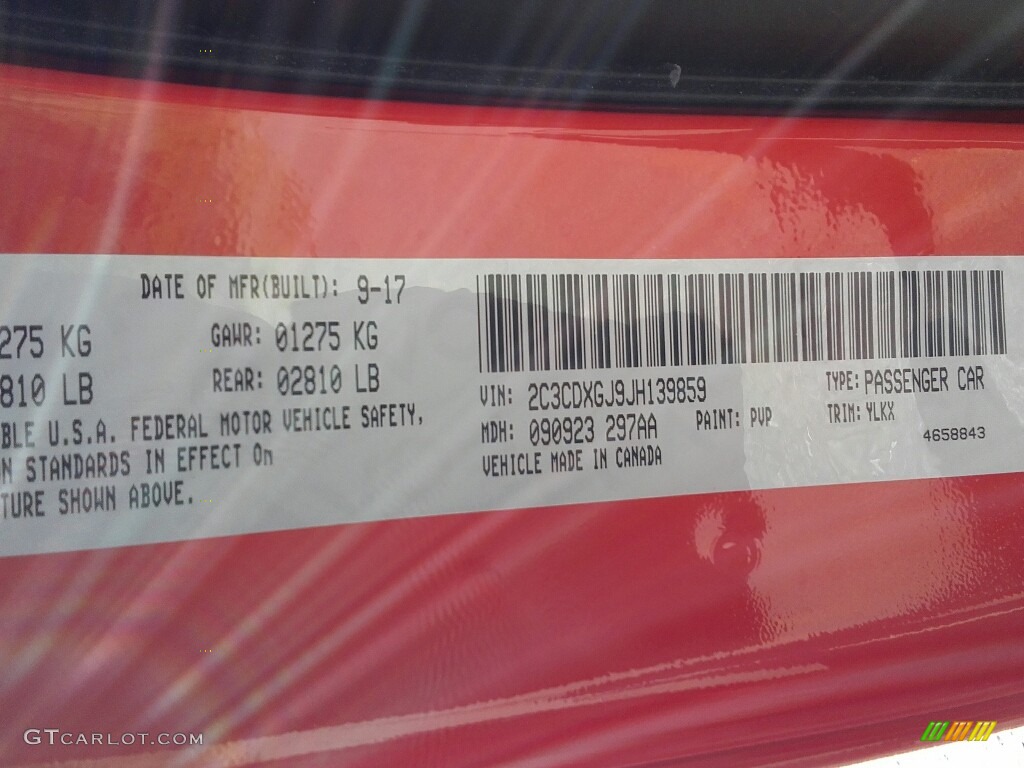 DATE OF MFR(BUILT): 9-17
275 KG GAWR: 01275 KG
810 LB REAR: 02810 LB
BLE U.S.A. FEDERAL MOTOR VEHICLE SAFETY,
N STANDARDS IN EFFECT On
TURE SHOWN ABOVE.
VIN: 2C3CDXGJ9JH139859 TYPE: PASSENGER CAR
MDH: 090923 297AA PAINT: PVP TRIM: YLKX
VEHICLE MADE IN CANADA 4658843
GTCARLOT.COM